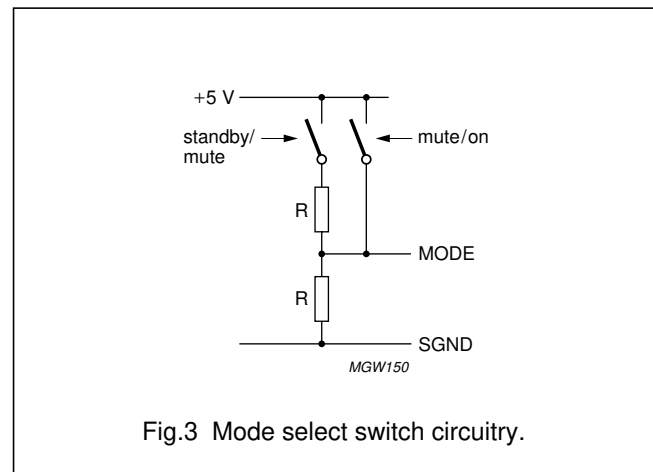 +5 V
standby/
mute
mute/on
R
MODE
R
SGND
MGW150
Fig.3 Mode select switch circuitry.